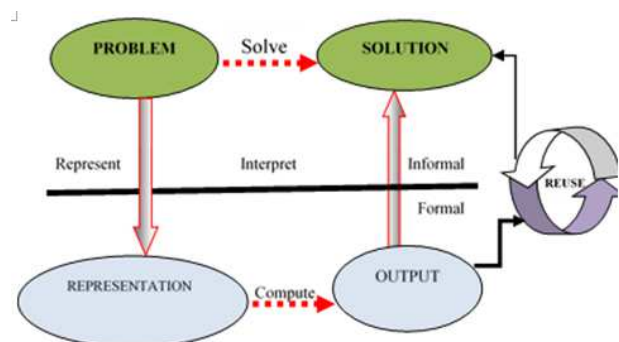 PROBLEM
Solve
SOLUTION
Represent
Interpret
Informal
REUSE
Formal
REPRESENTATION
Compute
OUTPUT